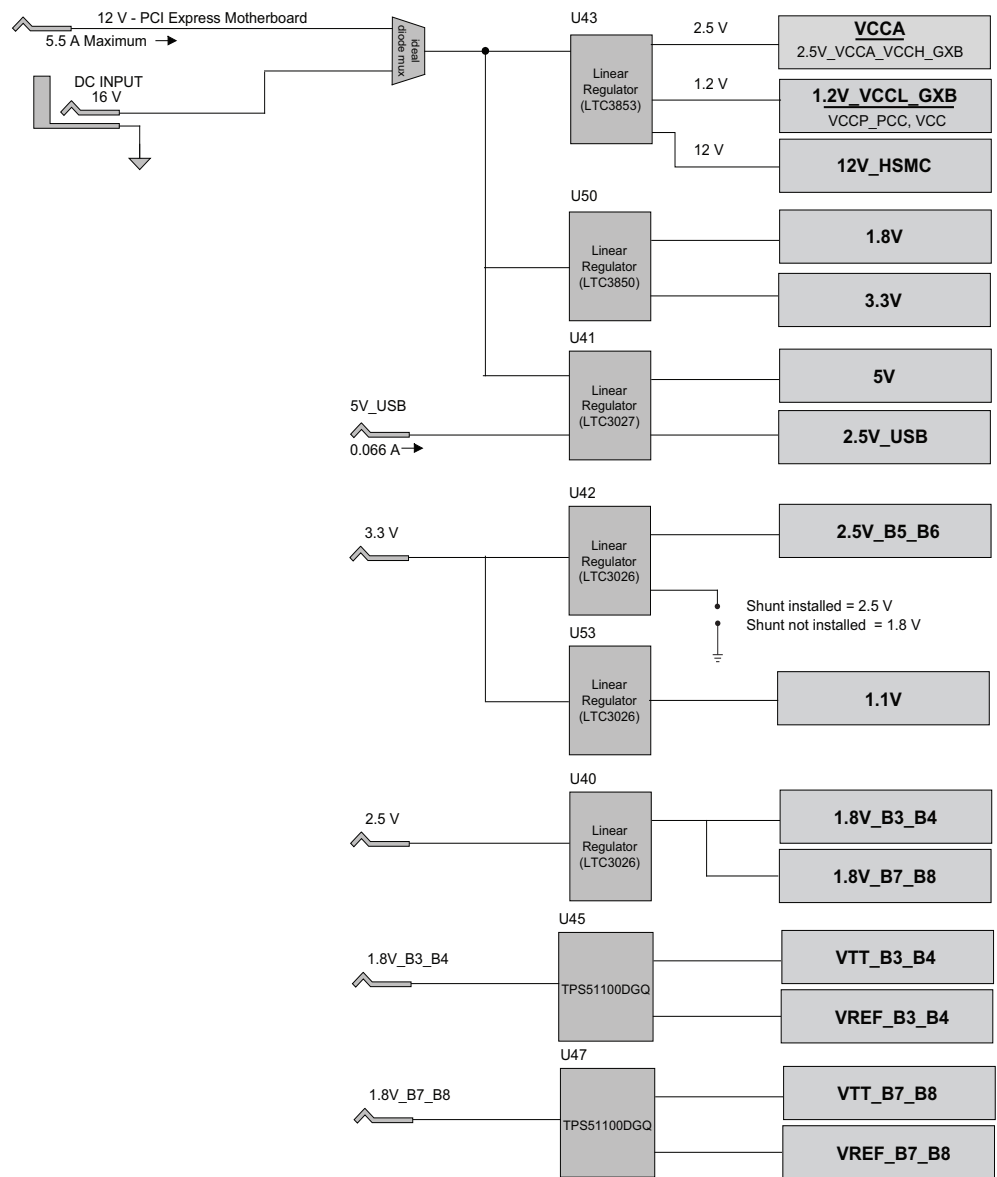 12 V - PCI Express Motherboard
5.5 A Maximum
DC INPUT
16 V
ideal
diode mux
U43
Linear
Regulator
(LTC3853)
2.5 V
VCCA
2.5V_VCCA_VCCH_GXB
1.2 V
1.2V_VCCL_GXB
VCCP_PCC, VCC
12 V
12V_HSMC
U50
Linear
Regulator
(LTC3850)
1.8V
3.3V
U41
Linear
Regulator
(LTC3027)
5V
5V_USB
0.066 A
2.5V_USB
U42
3.3 V
Linear
Regulator
(LTC3026)
2.5V_B5_B6
Shunt installed = 2.5 V
Shunt not installed = 1.8 V
U53
Linear
Regulator
(LTC3026)
1.1V
U40
2.5 V
Linear
Regulator
(LTC3026)
1.8V_B3_B4
1.8V_B7_B8
U45
1.8V_B3_B4
TPS51100DGQ
VTT_B3_B4
VREF_B3_B4
U47
1.8V_B7_B8
TPS51100DGQ
VTT_B7_B8
VREF_B7_B8